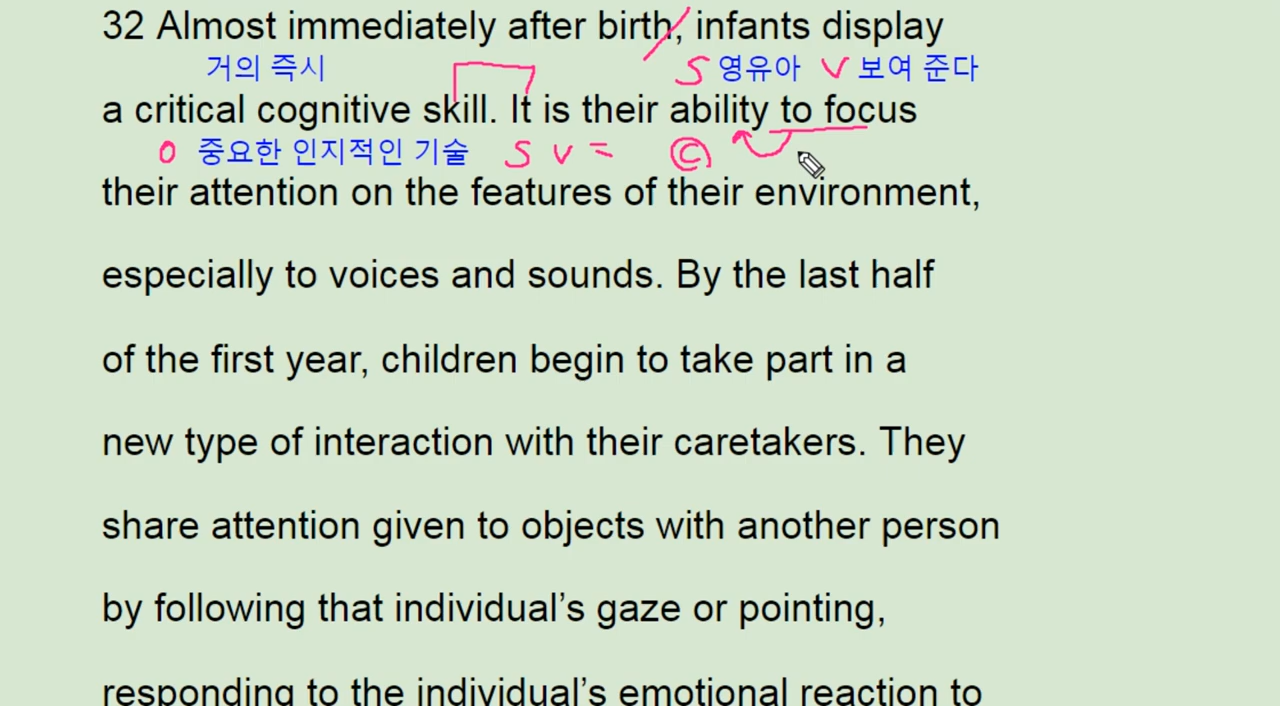 32 Almost immediately after birth, infants display
거의 즉시 S 영유아 V 보여 준다
a critical cognitive skill. It is their ability to focus
O 중요한 인지적인 기술 S V = C
their attention on the features of their environment,
especially to voices and sounds. By the last half
of the first year, children begin to take part in a
new type of interaction with their caretakers. They
share attention given to objects with another person
by following that individual's gaze or pointing,
responding to the individual's emotional reaction to